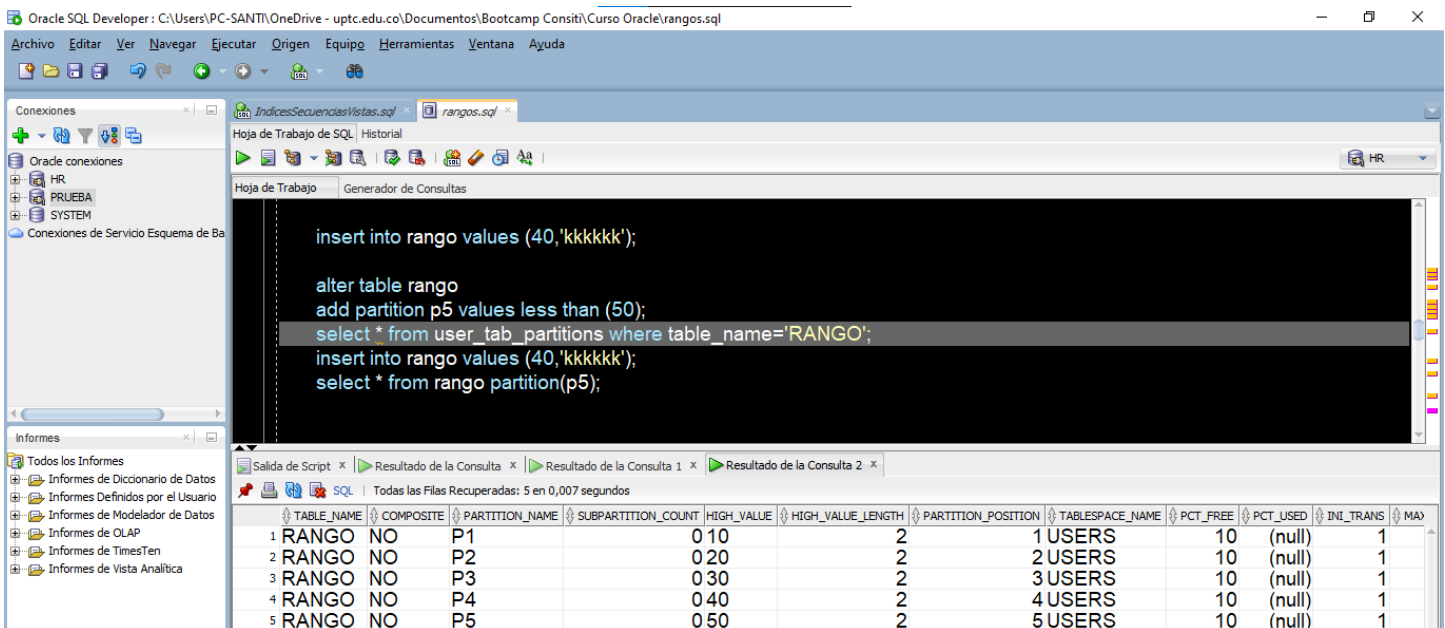 Oracle SQL Developer : C:\Users\PC-SANTI\OneDrive - uptc.edu.co\Documentos\Bootcamp Consiti\Curso Oracle\rangos.sql
Archivo Editar Ver Navegar Ejecutar Origen Equipo Herramientas Ventana Ayuda
Conexiones
Oracle conexiones
HR
PRUEBA
SYSTEM
Conexiones de Servicio Esquema de Ba
Informes
Todos los Informes
Informes de Diccionario de Datos
Informes Definidos por el Usuario
Informes de Modelador de Datos
Informes de OLAP
Informes de TimesTen
Informes de Vista Analítica
IndicesSecuenciasVistas.sql rangos.sql
Hoja de Trabajo de SQL Historial
HR
Hoja de Trabajo Generador de Consultas
insert into rango values (40,'kkkkkk');
alter table rango
add partition p5 values less than (50);
select * from user_tab_partitions where table_name='RANGO';
insert into rango values (40,'kkkkkk');
select * from rango partition(p5);
Salida de Script Resultado de la Consulta Resultado de la Consulta 1 Resultado de la Consulta 2
SQL | Todas las Filas Recuperadas: 5 en 0,007 segundos
TABLE_NAME COMPOSITE PARTITION_NAME SUBPARTITION_COUNT HIGH_VALUE HIGH_VALUE_LENGTH PARTITION_POSITION TABLESPACE_NAME PCT_FREE PCT_USED INI_TRANS MAX
1 RANGO NO P1 0 10 2 1 USERS 10 (null) 1
2 RANGO NO P2 0 20 2 2 USERS 10 (null) 1
3 RANGO NO P3 0 30 2 3 USERS 10 (null) 1
4 RANGO NO P4 0 40 2 4 USERS 10 (null) 1
5 RANGO NO P5 0 50 2 5 USERS 10 (null) 1